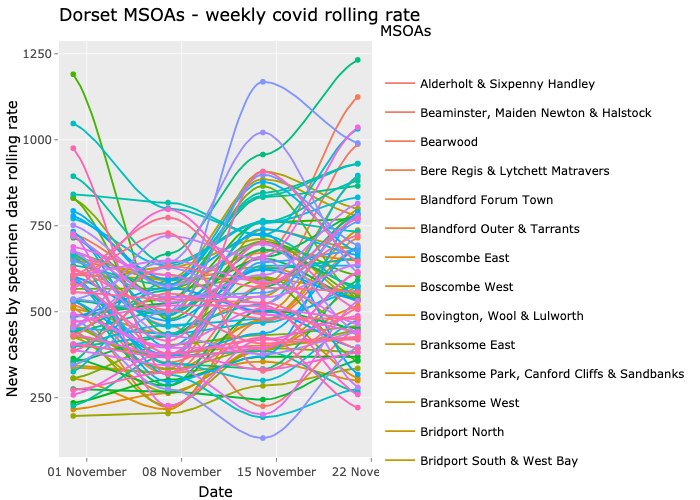 Dorset MSOAs - weekly covid rolling rate
MSOAs
New cases by specimen date rolling rate
1250
1000
750
500
250
01 November
08 November
15 November
22 Nove
Date
Alderholt & Sixpenny Handley
Beaminster, Maiden Newton & Halstock
Bearwood
Bere Regis & Lytchett Matravers
Blandford Forum Town
Blandford Outer & Tarrants
Boscombe East
Boscombe West
Bovington, Wool & Lulworth
Branksome East
Branksome Park, Canford Cliffs & Sandbanks
Branksome West
Bridport North
Bridport South & West Bay